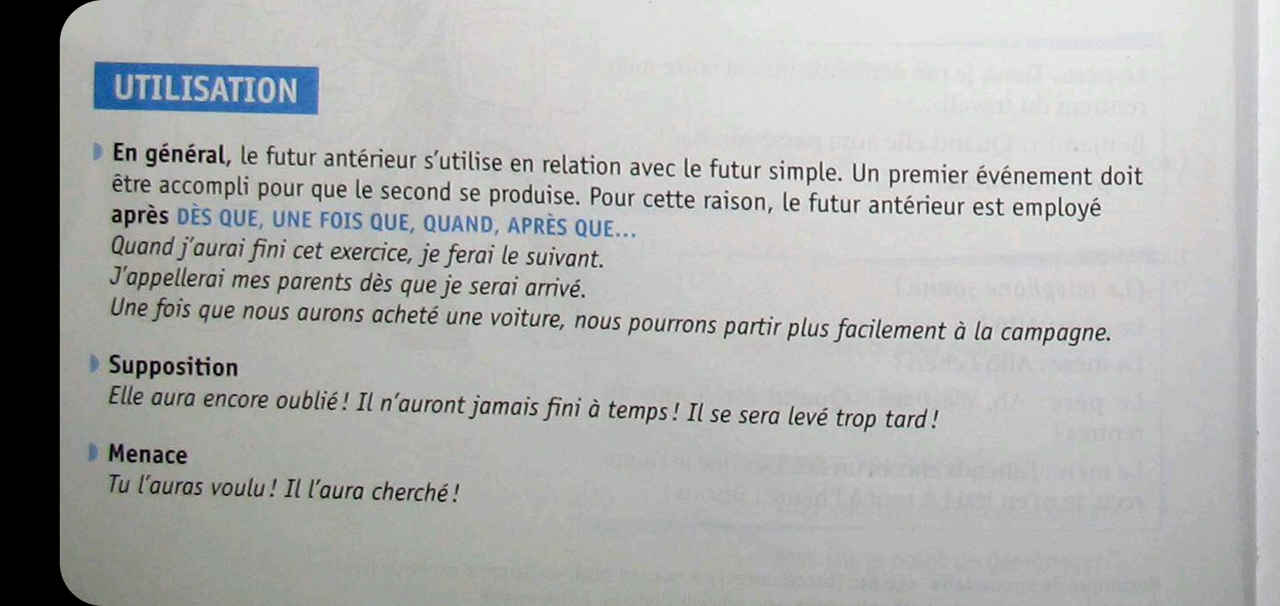 UTILISATION
En général, le futur antérieur s'utilise en relation avec le futur simple. Un premier événement doit
être accompli pour que le second se produise. Pour cette raison, le futur antérieur est employé
après DÈS QUE, UNE FOIS QUE, QUAND, APRÈS QUE...
Quand j'aurai fini cet exercice, je ferai le suivant.
J'appellerai mes parents dès que je serai arrivé.
Une fois que nous aurons acheté une voiture, nous pourrons partir plus facilement à la campagne.
Supposition
Elle aura encore oublié ! Il n'auront jamais fini à temps ! Il se sera levé trop tard !
Menace
Tu l'auras voulu ! Il l'aura cherché !